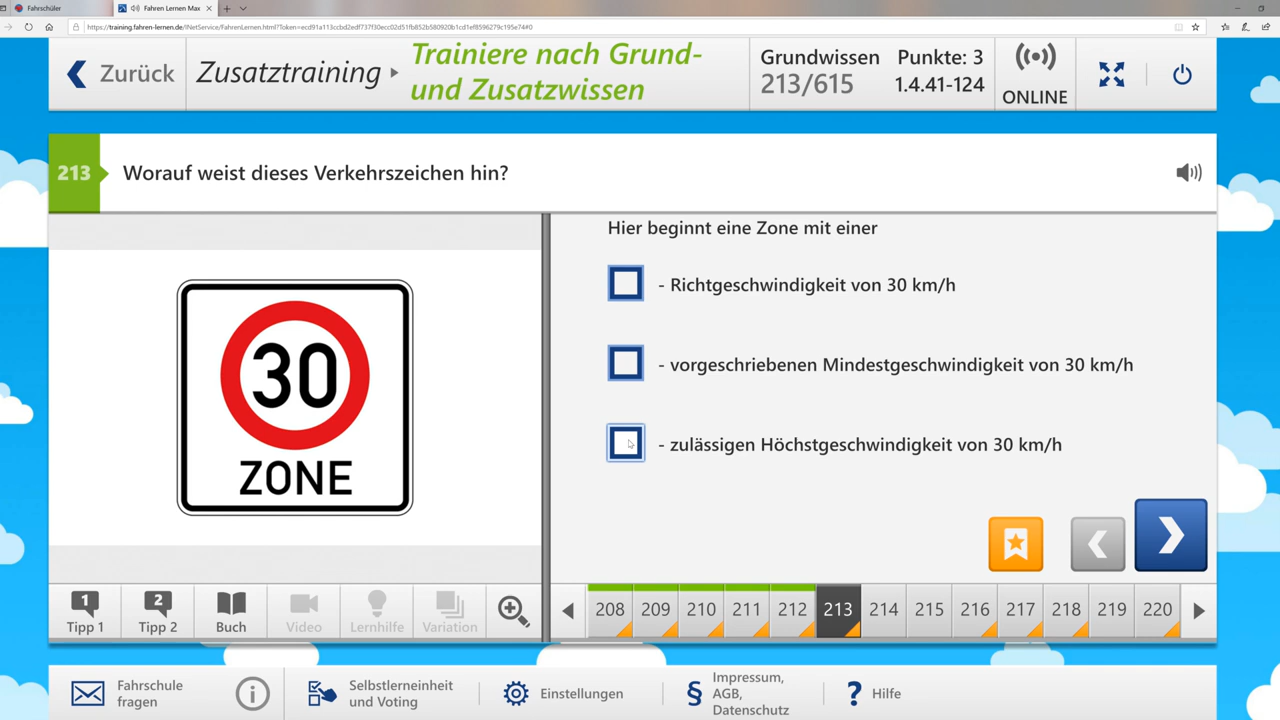 Fahrschüler
Fahren Lernen Max
https://training.fahren-lernen.de/INetService/FahrenLernen.html?Token=ecd91a113ccbd2edf737f30ecc02d51fb852b580920b1cd1ef8596279c195e74#0
Zurück
Zusatztraining
Trainiere nach Grund-
und Zusatzwissen
Grundwissen
213/615
Punkte: 3
1.4.41-124
ONLINE
213
Worauf weist dieses Verkehrszeichen hin?
30
ZONE
Hier beginnt eine Zone mit einer
- Richtgeschwindigkeit von 30 km/h
- vorgeschriebenen Mindestgeschwindigkeit von 30 km/h
- zulässigen Höchstgeschwindigkeit von 30 km/h
1
Tipp 1
2
Tipp 2
Buch
Video
Lernhilfe
Variation
208 209 210 211 212 213 214 215 216 217 218 219 220
Fahrschule
fragen
Selbstlerneinheit
und Voting
Einstellungen
§
Impressum,
AGB,
Datenschutz
?
Hilfe